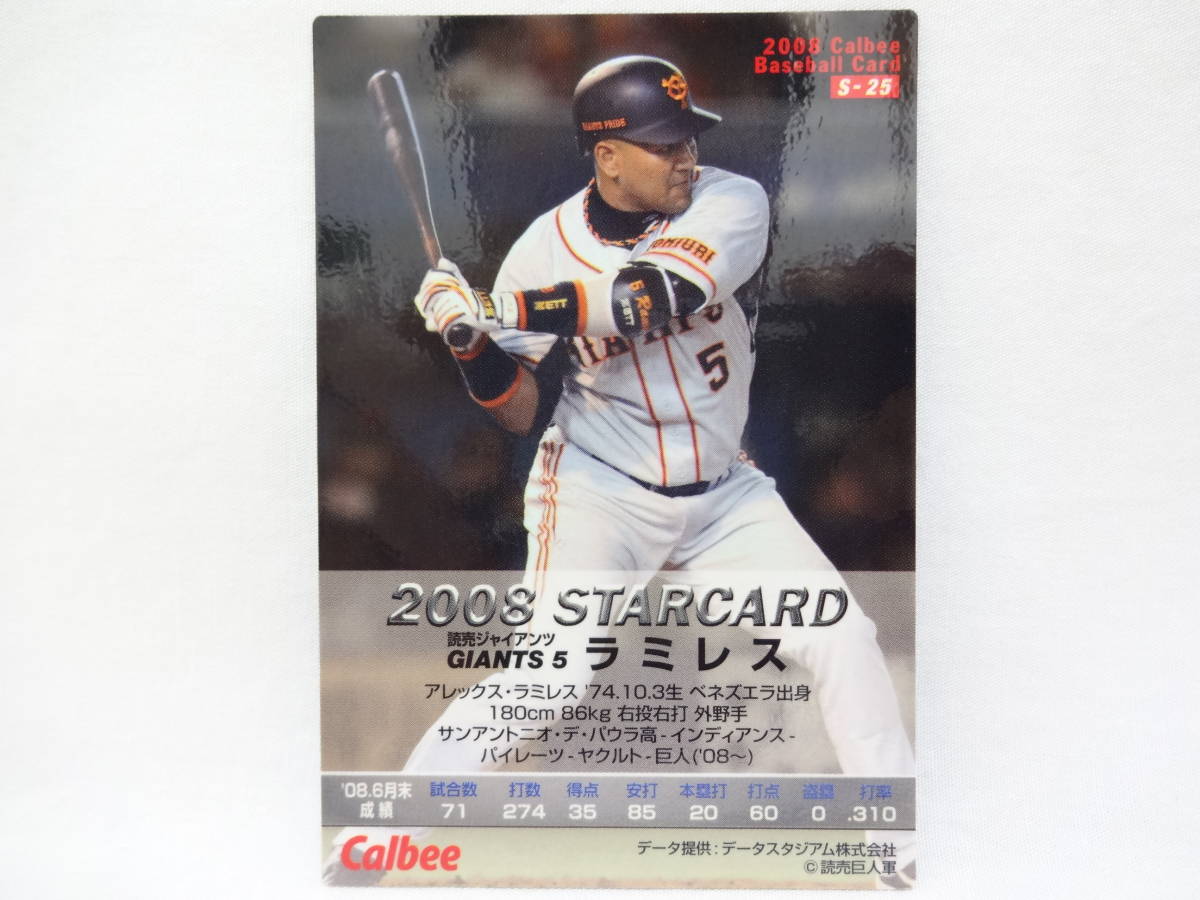 2008 Calbee
Baseball Card
S-25
GIANTS PRIDE
YOMIURI
ZETT
ZETT
5
2008 STARCARD
読売ジャイアンツ
GIANTS 5 ラミレス
アレックス・ラミレス '74.10.3生 ベネズエラ出身
180cm 86kg 右投右打 外野手
サンアントニオ・デ・パウラ高-インディアンス-
パイレーツ-ヤクルト-巨人('08～)
'08.6月末 試合数 打数 得点 安打 本塁打 打点 盗塁 打率
成績 71 274 35 85 20 60 0 .310
Calbee
データ提供:データスタジアム株式会社
©読売巨人軍